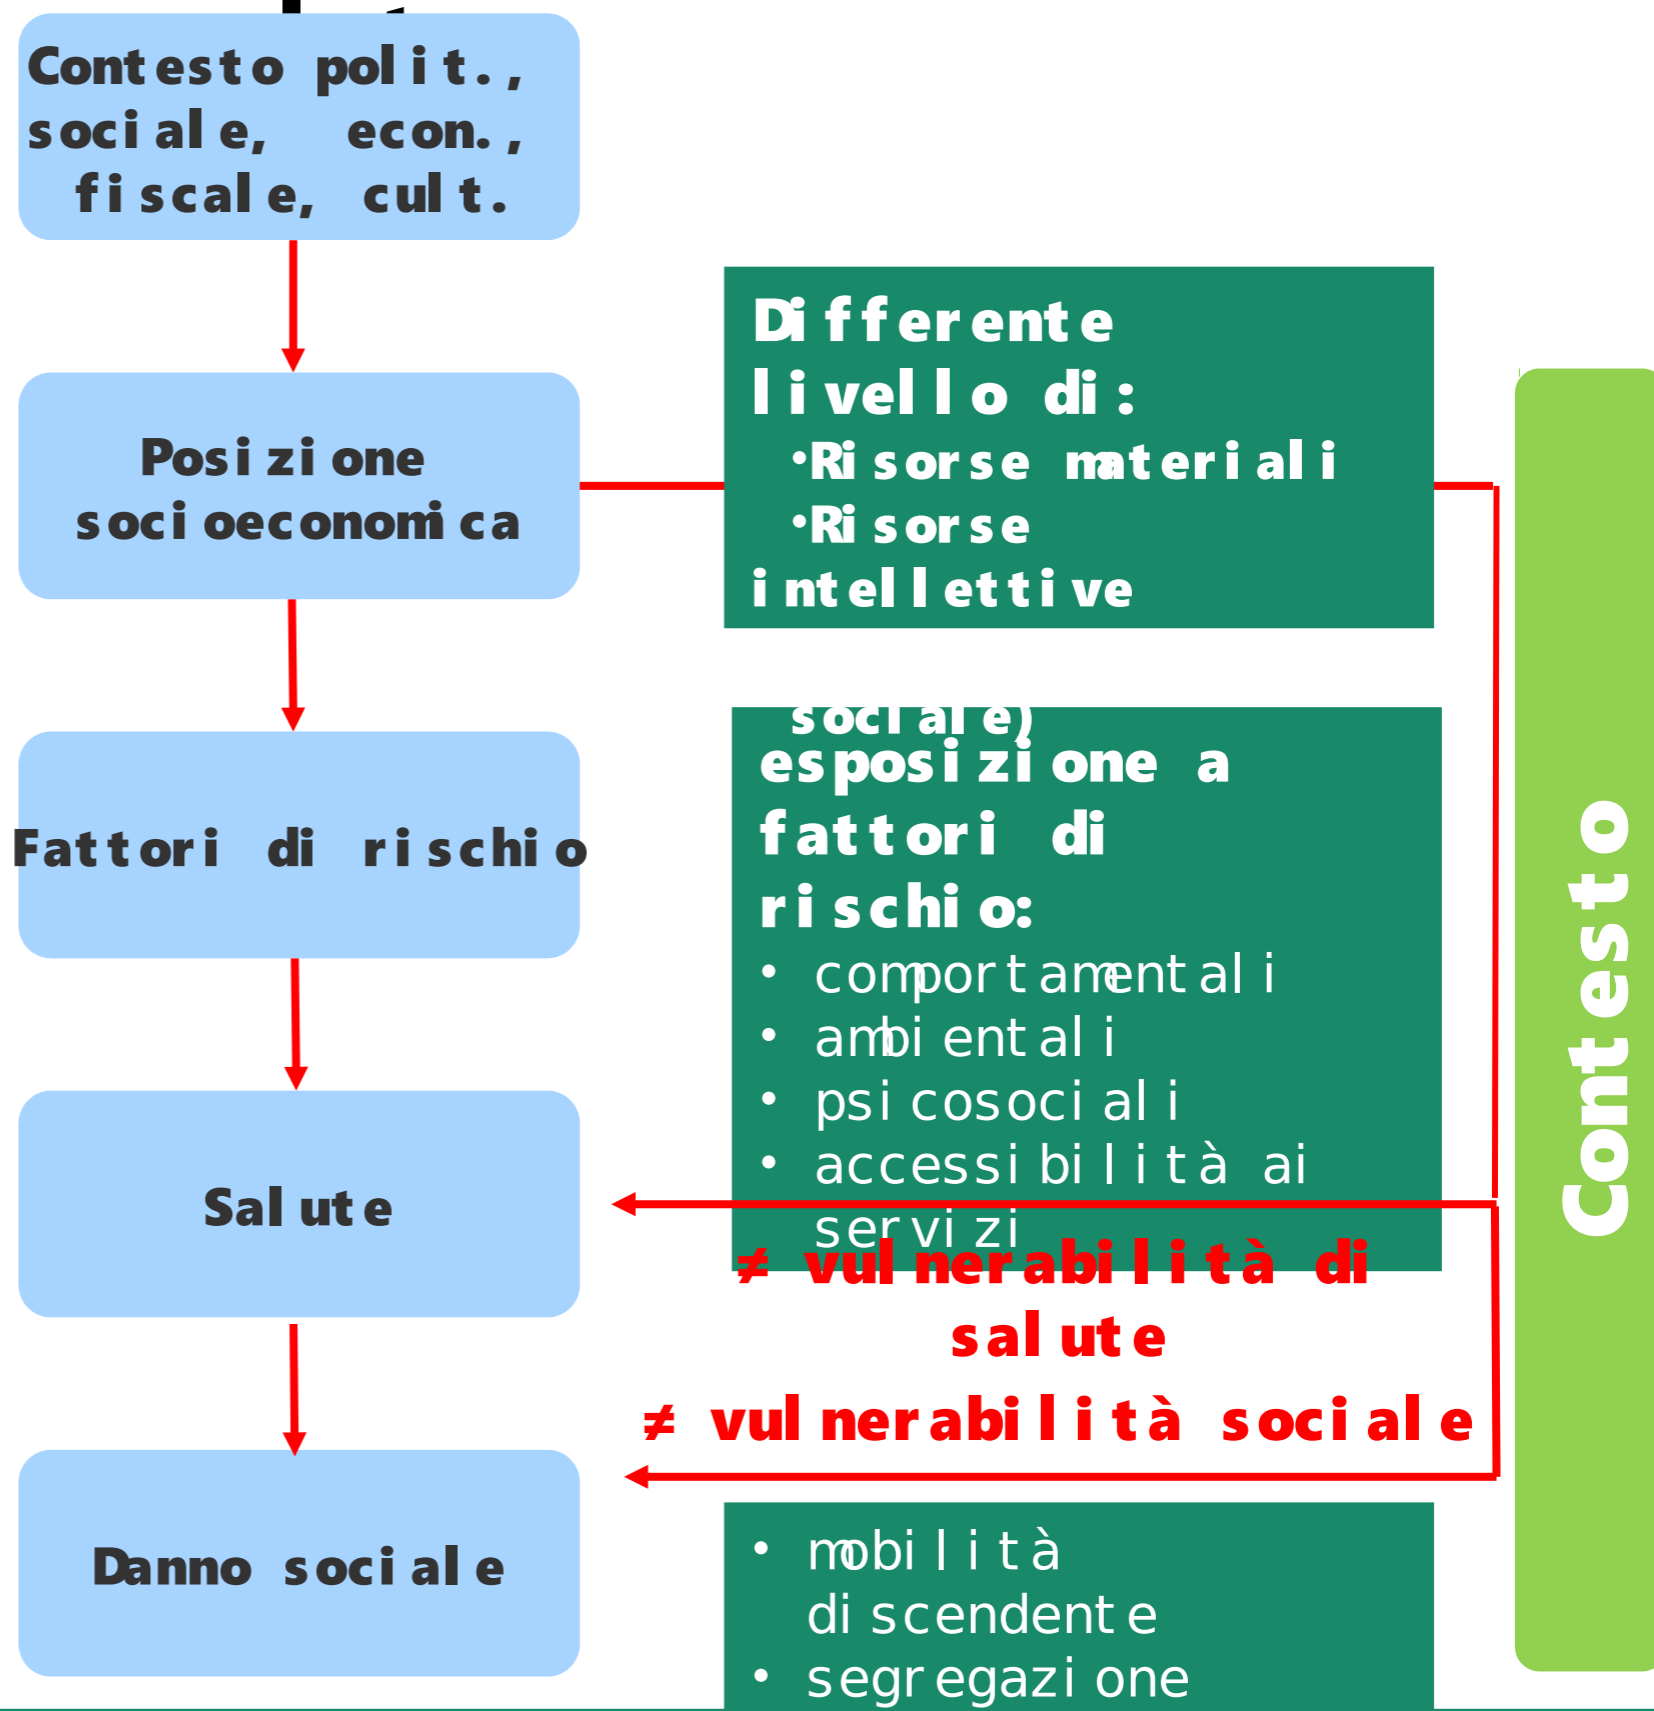 Contesto polit.,
sociale, econ.,
fiscale, cult.
Posizione
socioeconomica
Fattori di rischio
Salute
Danno sociale
Differente
livello di:
•Risorse materiali
•Risorse
intellettive
sociale)
esposizione a
fattori di
rischio:
• comportamentali
• ambientali
• psicosociali
• accessibilità ai
servizi
≠ vulnerabilità di
salute
≠ vulnerabilità sociale
• mobilità
discendente
• segregazione
Contesto